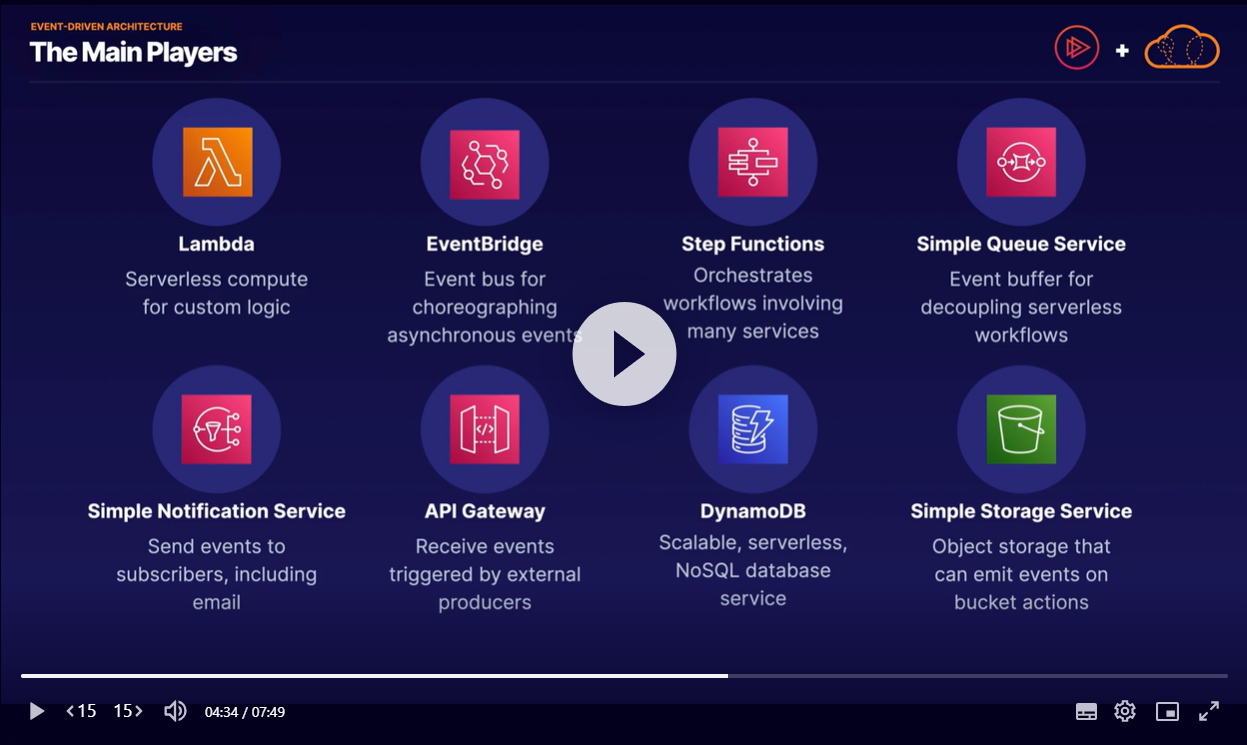 EVENT-DRIVEN ARCHITECTURE
The Main Players
+
Lambda
Serverless compute
for custom logic
EventBridge
Event bus for
choreographing
asynchronous events
Step Functions
Orchestrates
workflows involving
many services
Simple Queue Service
Event buffer for
decoupling serverless
workflows
Simple Notification Service
Send events to
subscribers, including
email
API Gateway
</>
Receive events
triggered by external
producers
DynamoDB
Scalable, serverless,
NoSQL database
service
Simple Storage Service
Object storage that
can emit events on
bucket actions
<15 15> 04:34 / 07:49